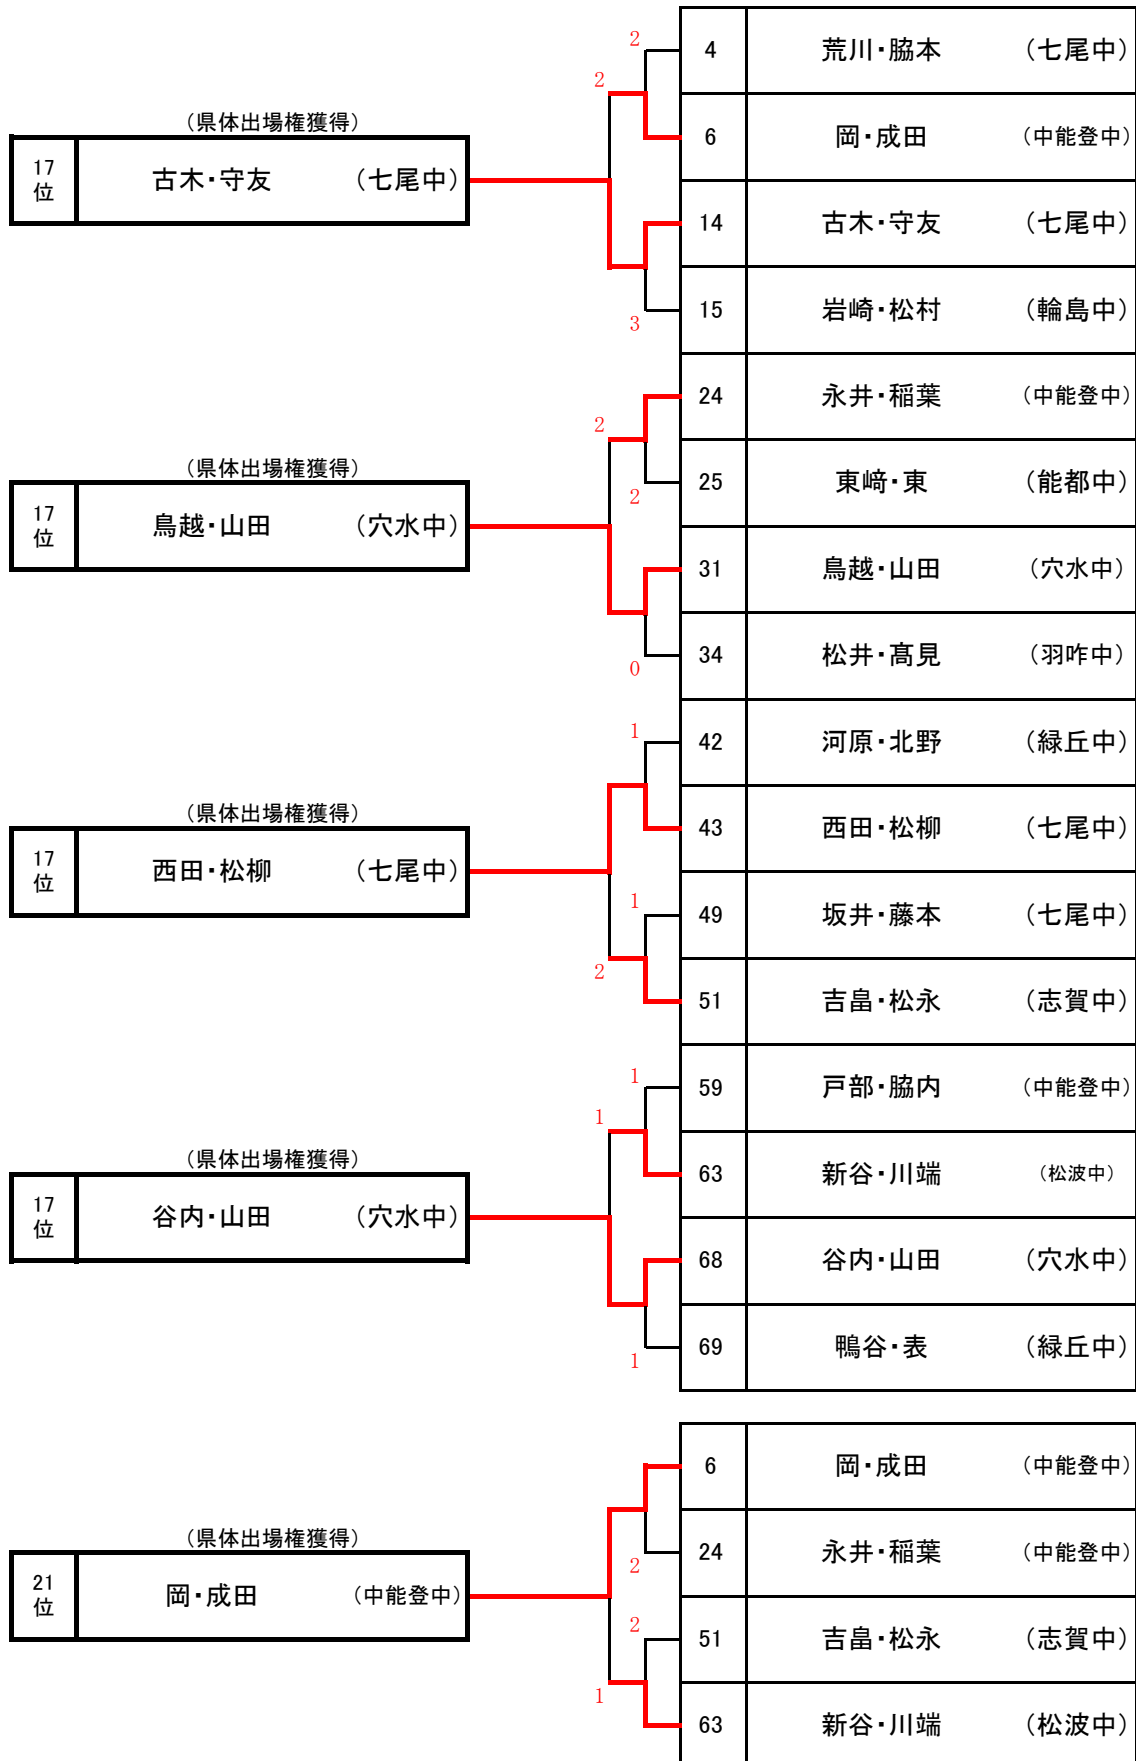 2
4 荒川・脇本 （七尾中）
2
（県体出場権獲得）
6 岡・成田 （中能登中）
17位 古木・守友 （七尾中）
14 古木・守友 （七尾中）
3
15 岩崎・松村 （輪島中）
24 永井・稲葉 （中能登中）
2
（県体出場権獲得）
2
25 東﨑・東 （能都中）
17位 鳥越・山田 （穴水中）
31 鳥越・山田 （穴水中）
0
34 松井・髙見 （羽咋中）
1
42 河原・北野 （緑丘中）
（県体出場権獲得）
43 西田・松柳 （七尾中）
17位 西田・松柳 （七尾中）
1
49 坂井・藤本 （七尾中）
2
51 吉畠・松永 （志賀中）
1
59 戸部・脇内 （中能登中）
1
（県体出場権獲得）
63 新谷・川端 （松波中）
17位 谷内・山田 （穴水中）
68 谷内・山田 （穴水中）
1
69 鴨谷・表 （緑丘中）
6 岡・成田 （中能登中）
（県体出場権獲得）
2
24 永井・稲葉 （中能登中）
21位 岡・成田 （中能登中）
2
51 吉畠・松永 （志賀中）
1
63 新谷・川端 （松波中）